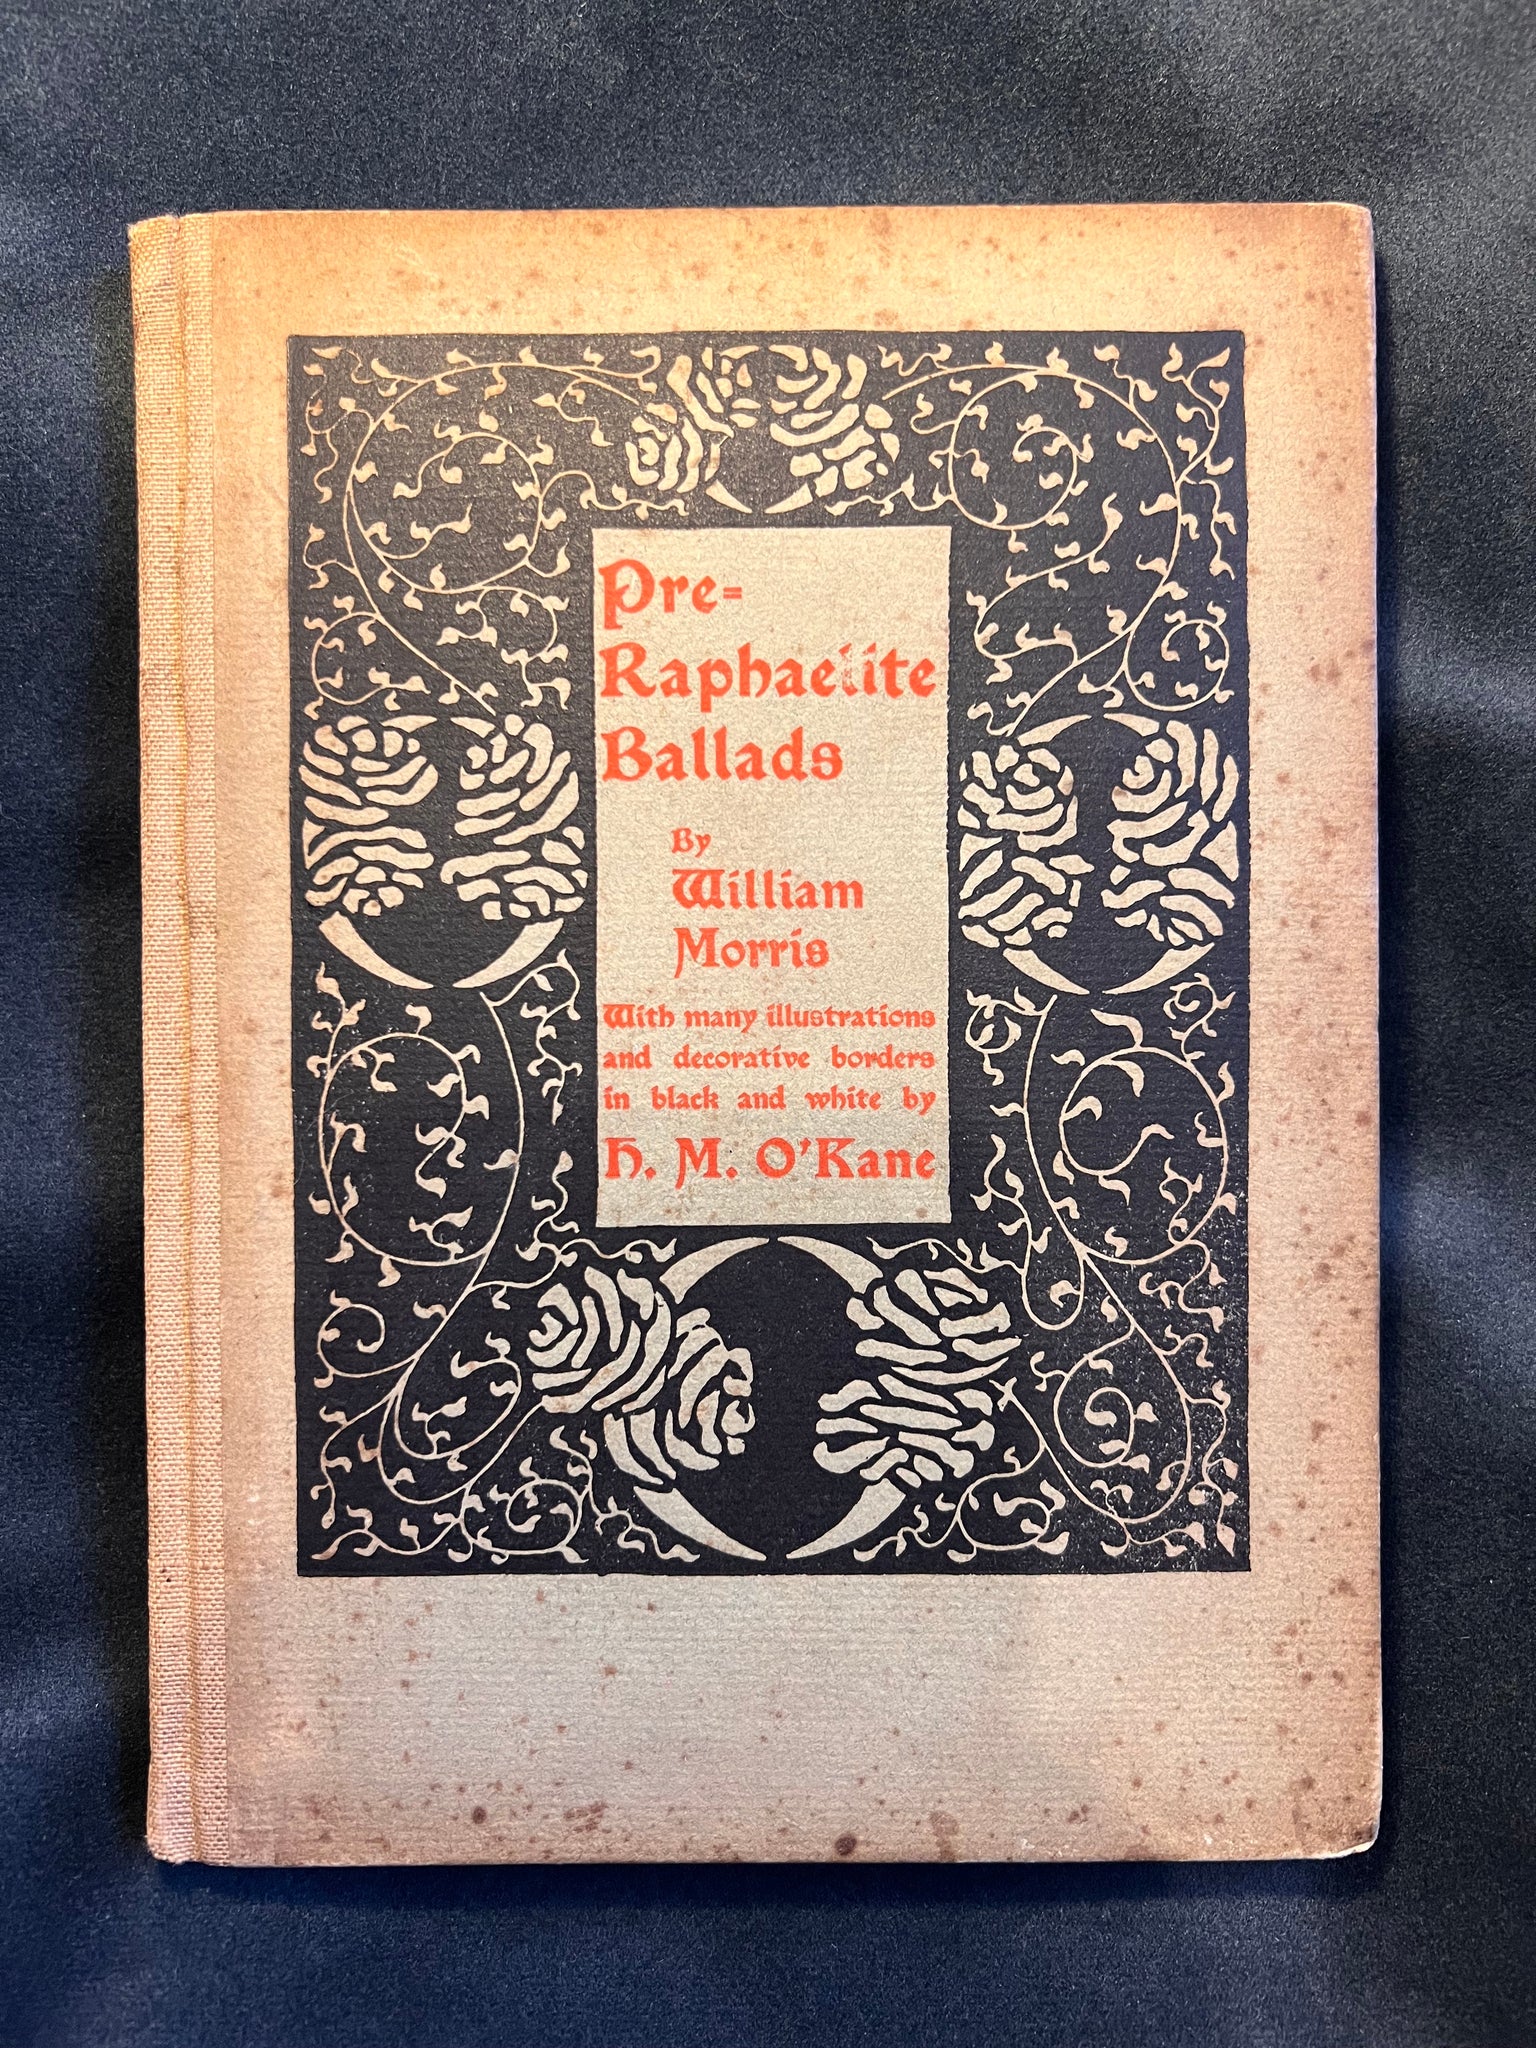 Pre=
Raphaelite
Ballads
By
William
Morris
With many illustrations
and decorative borders
in black and white by
H. M. O'Kane